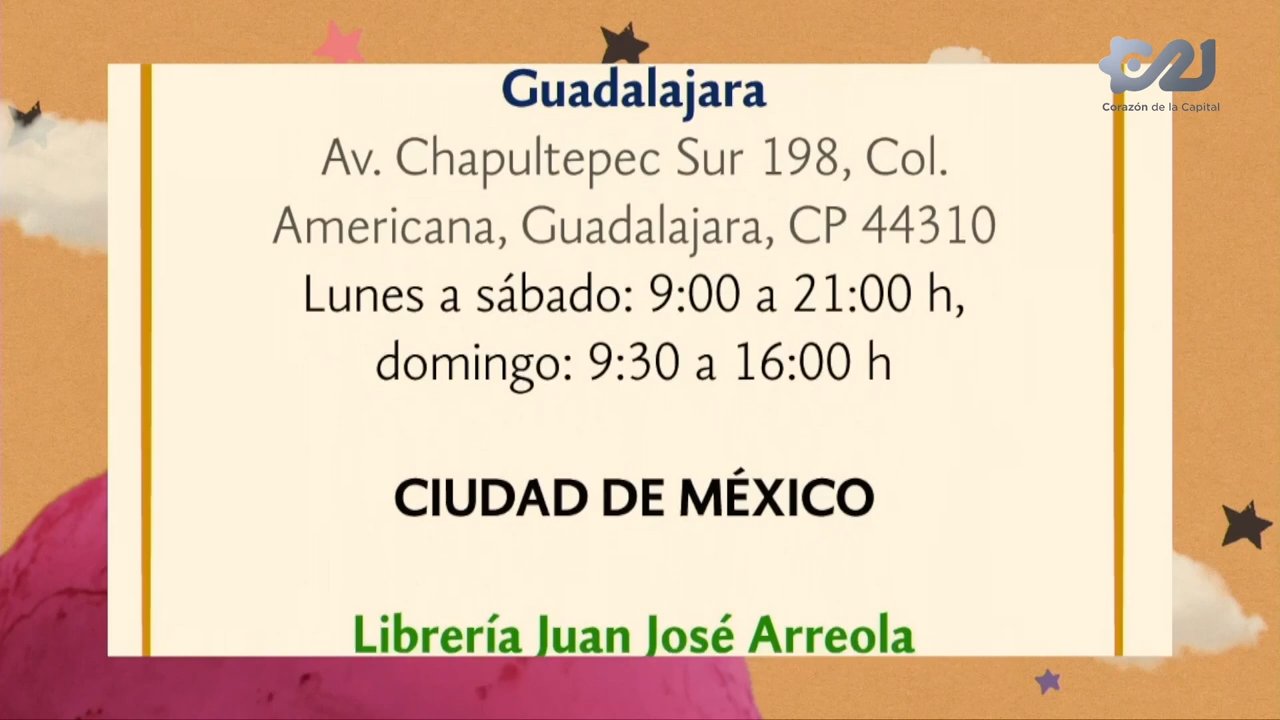 Guadalajara
Av. Chapultepec Sur 198, Col.
Americana, Guadalajara, CP 44310
Lunes a sábado: 9:00 a 21:00 h,
domingo: 9:30 a 16:00 h
CIUDAD DE MÉXICO
Librería Juan José Arreola
C21
Corazón de la Capital